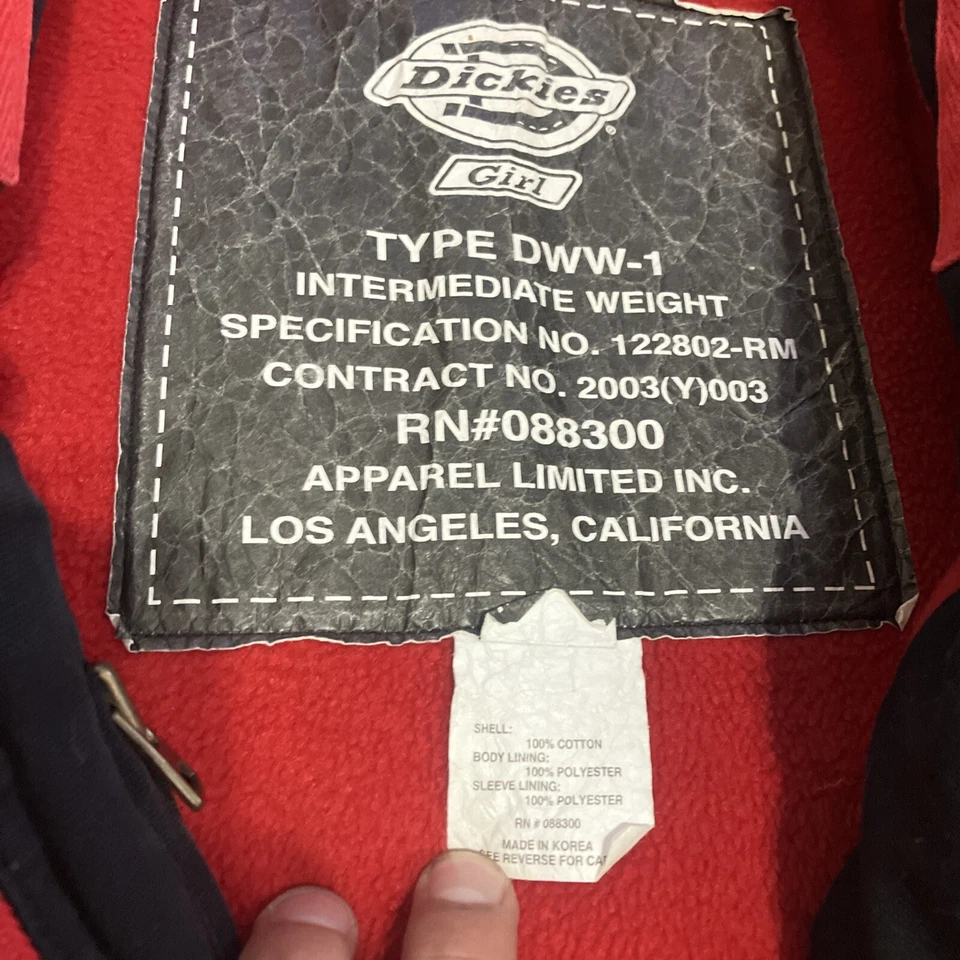 Dickies
®
Girl
TYPE DWW-1
INTERMEDIATE WEIGHT
SPECIFICATION NO. 122802-RM
CONTRACT NO. 2003(Y)003
RN#088300
APPAREL LIMITED INC.
LOS ANGELES, CALIFORNIA
SHELL:
100% COTTON
BODY LINING:
100% POLYESTER
SLEEVE LINING:
100% POLYESTER
RN # 088300
MADE IN KOREA
REVERSE FOR